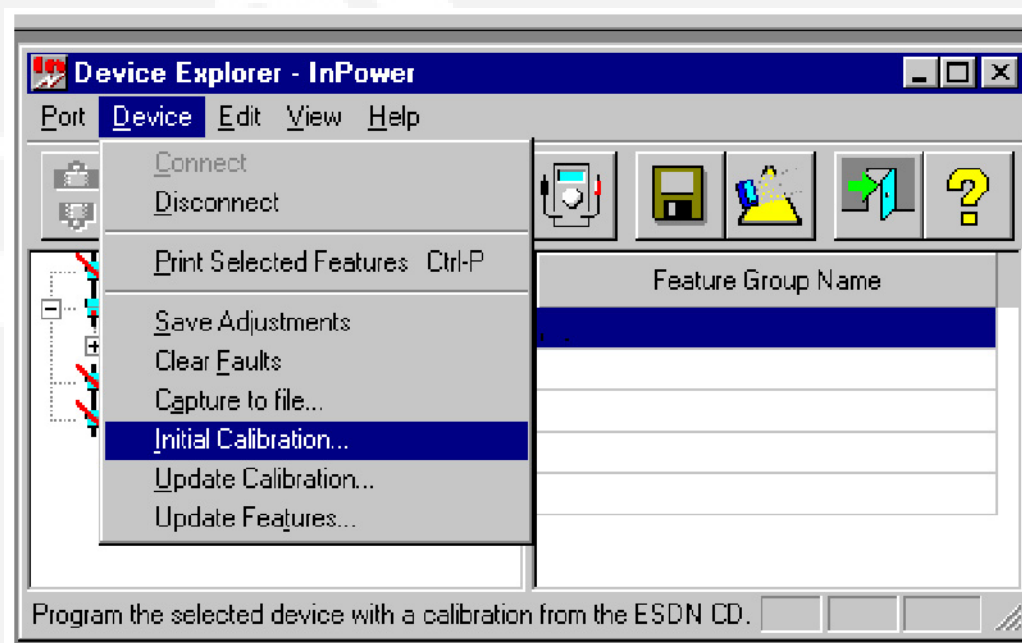 Device Explorer - InPower
Port Device Edit View Help
Connect
Disconnect
Print Selected Features Ctrl-P
Save Adjustments
Clear Faults
Capture to file...
Initial Calibration...
Update Calibration...
Update Features...
Feature Group Name
Program the selected device with a calibration from the ESDN CD.